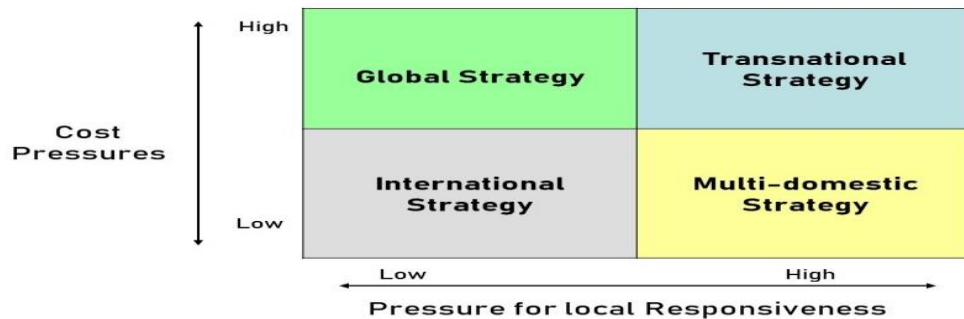 High
Global Strategy
Transnational
Strategy
Cost
Pressures
International
Strategy
Multi-domestic
Strategy
Low
Low
High
Pressure for local Responsiveness